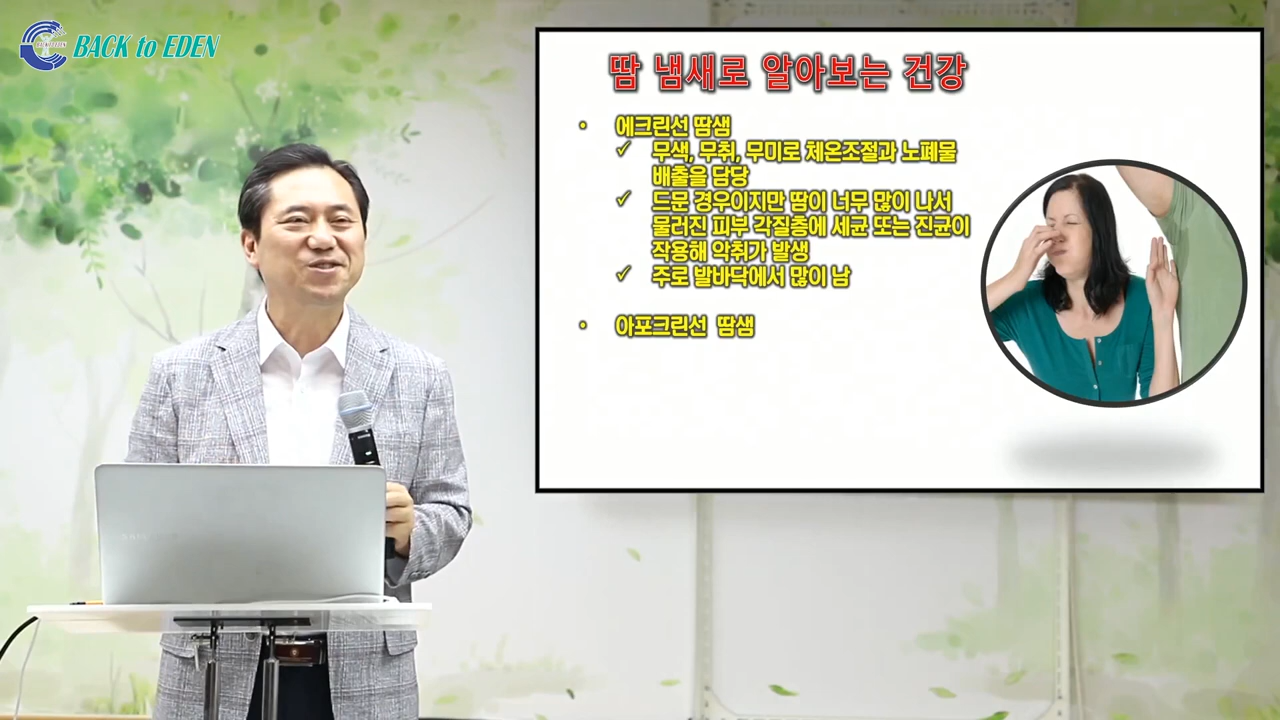 BACK to EDEN
땀 냄새로 알아보는 건강
• 에크린선 땀샘
✓ 무색, 무취, 무미로 체온조절과 노폐물
배출을 담당
✓ 드문 경우이지만 땀이 너무 많이 나서
물러진 피부 각질층에 세균 또는 진균이
작용해 악취가 발생
✓ 주로 발바닥에서 많이 남
• 아포크린선 땀샘